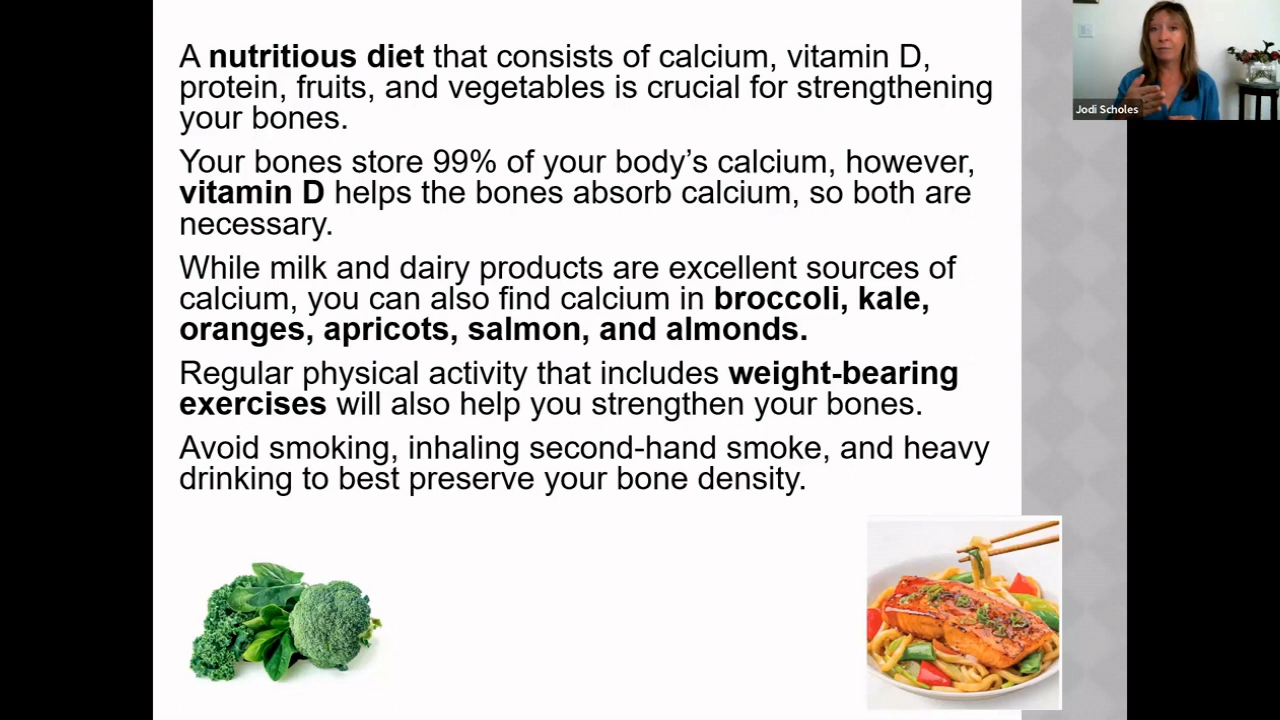 A nutritious diet that consists of calcium, vitamin D,
protein, fruits, and vegetables is crucial for strengthening
your bones.
Your bones store 99% of your body’s calcium, however,
vitamin D helps the bones absorb calcium, so both are
necessary.
While milk and dairy products are excellent sources of
calcium, you can also find calcium in broccoli, kale,
oranges, apricots, salmon, and almonds.
Regular physical activity that includes weight-bearing
exercises will also help you strengthen your bones.
Avoid smoking, inhaling second-hand smoke, and heavy
drinking to best preserve your bone density.
Jodi Scholes